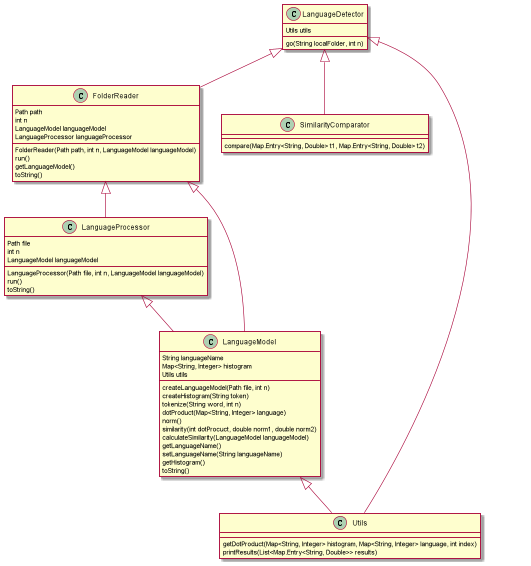 C LanguageDetector
Utils utils
go(String localFolder, int n)
C FolderReader
Path path
int n
LanguageModel languageModel
LanguageProcessor languageProcessor
FolderReader(Path path, int n, LanguageModel languageModel)
run()
getLanguageModel()
toString()
C SimilarityComparator
compare(Map.Entry<String, Double> t1, Map.Entry<String, Double> t2)
C LanguageProcessor
Path file
int n
LanguageModel languageModel
LanguageProcessor(Path file, int n, LanguageModel languageModel)
run()
toString()
C LanguageModel
String languageName
Map<String, Integer> histogram
Utils utils
createLanguageModel(Path file, int n)
createHistogram(String token)
tokenize(String word, int n)
dotProduct(Map<String, Integer> language)
norm()
similarity(int dotProcuct, double norm1, double norm2)
calculateSimilarity(LanguageModel languageModel)
getLanguageName()
setLanguageName(String languageName)
getHistogram()
toString()
C Utils
getDotProduct(Map<String, Integer> histogram, Map<String, Integer> language, int index)
printResults(List<Map.Entry<String, Double>> results)